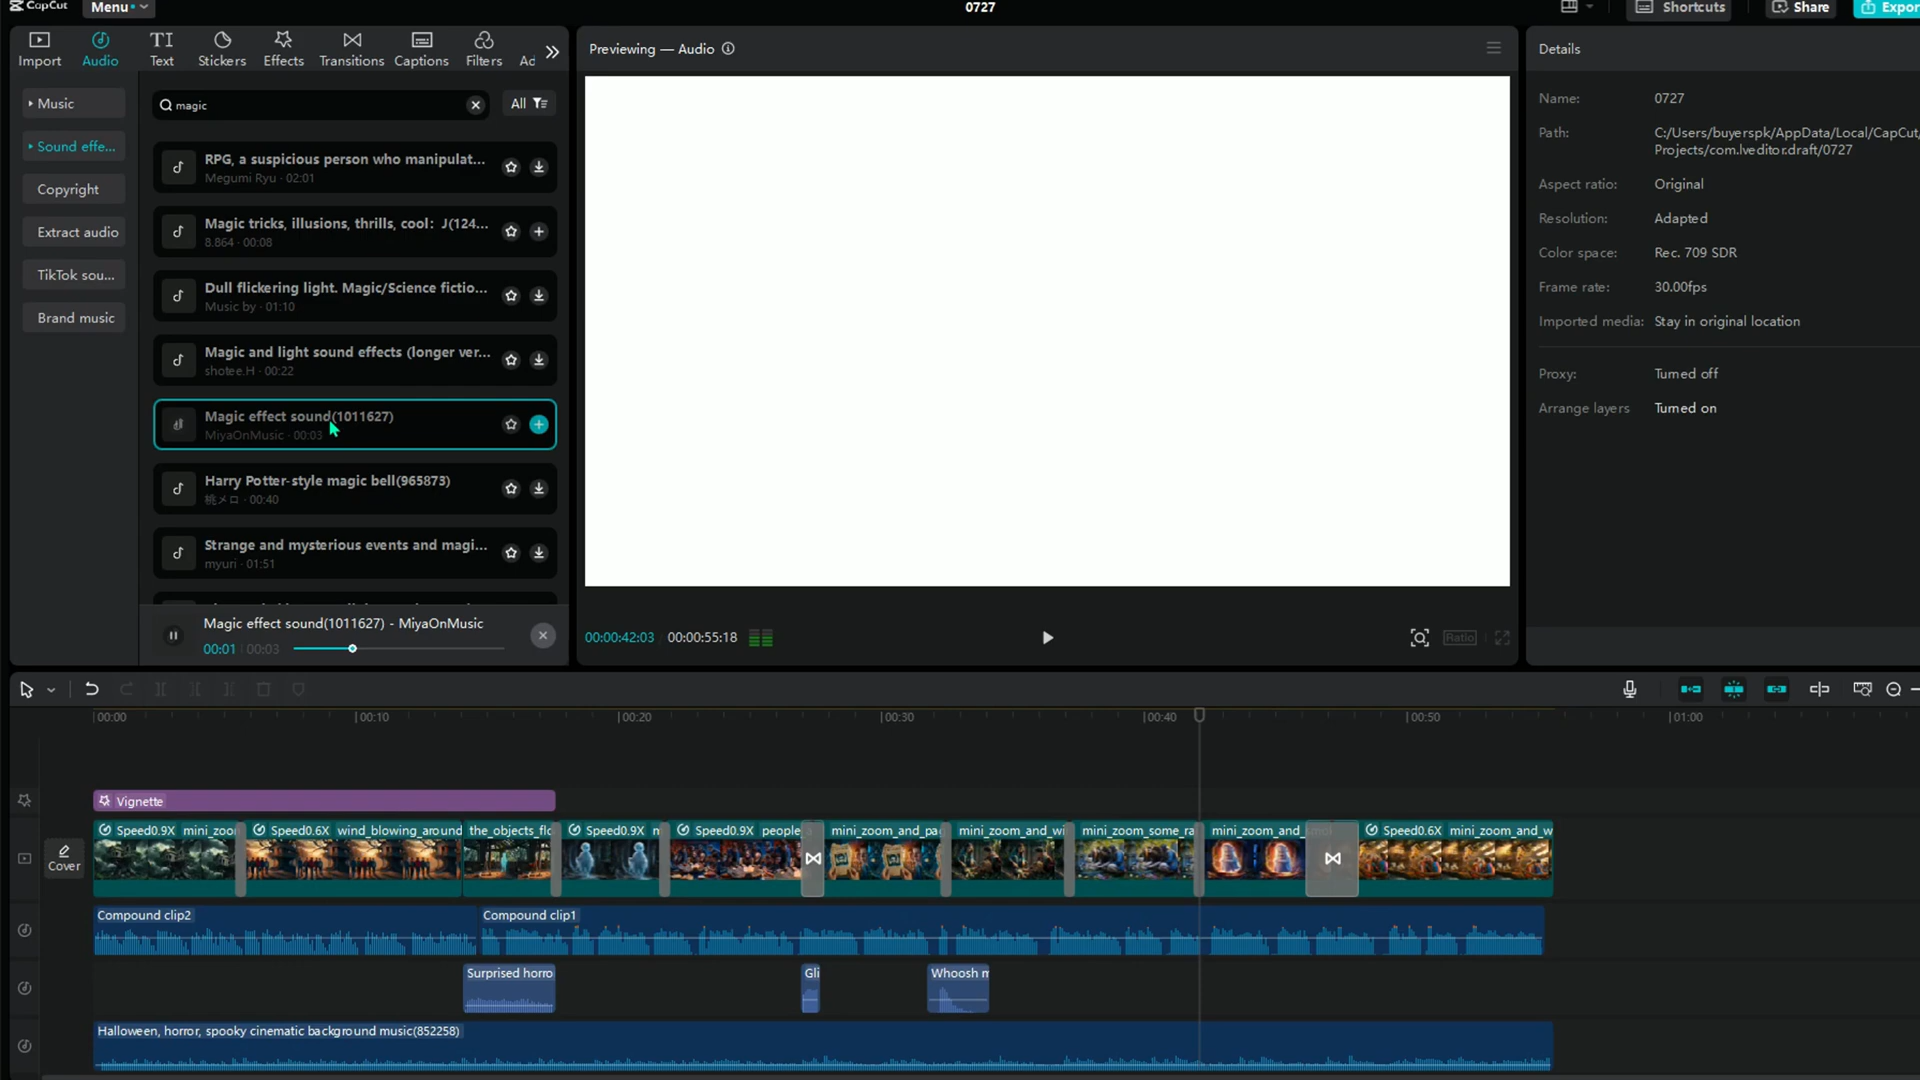 CapCut
Menu
0727
Shortcuts
Share
Expor
Import
Audio
Text
Stickers
Effects
Transitions
Captions
Filters
Ad
Music
Sound effe...
Copyright
Extract audio
TikTok sou...
Brand music
magic
All
RPG, a suspicious person who manipulat...
Megumi Ryu · 02:01
Magic tricks, illusions, thrills, cool: J(124...
8.864 · 00:08
Dull flickering light. Magic/Science fictio...
Music by · 01:10
Magic and light sound effects (longer ver...
shotee.H · 00:22
Magic effect sound(1011627)
MiyaOnMusic · 00:03
Harry Potter-style magic bell(965873)
桃メロ · 00:40
Strange and mysterious events and magi...
myuri · 01:51
Magic effect sound(1011627) - MiyaOnMusic
00:01 00:03
Previewing — Audio
00:00:42:03 00:00:55:18
Ratio
Details
Name: 0727
Path: C:/Users/buyerspk/AppData/Local/CapCut/
Projects/com.lveditor.draft/0727
Aspect ratio: Original
Resolution: Adapted
Color space: Rec. 709 SDR
Frame rate: 30.00fps
Imported media: Stay in original location
Proxy: Turned off
Arrange layers Turned on
00:00 00:10 00:20 00:30 00:40 00:50 01:00
Vignette
Cover
Speed0.9X mini_zoo Speed0.6X wind_blowing_around the_objects_flo Speed0.9X m Speed0.9X people mini_zoom_and_pa mini_zoom_and_wi mini_zoom_some_ra mini_zoom_and_ Speed0.6X mini_zoom_and_w
Compound clip2 Compound clip1
Surprised horro Gli Whoosh m
Halloween, horror, spooky cinematic background music(852258)